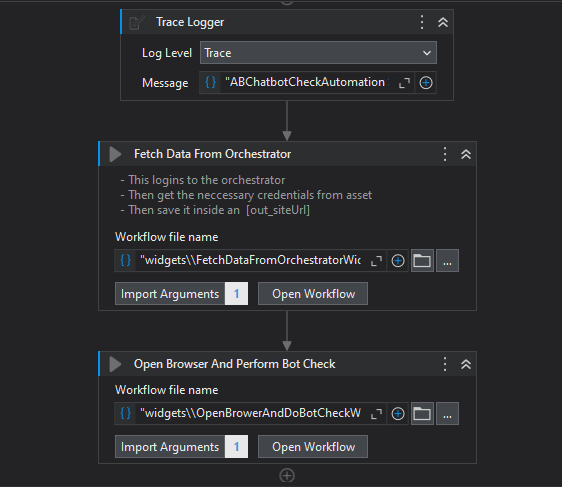 Trace Logger
Log Level Trace
Message "ABChatbotCheckAutomation
Fetch Data From Orchestrator
- This logins to the orchestrator
- Then get the neccessary credentials from asset
- Then save it inside an [out_siteUrl]
Workflow file name
"widgets\\FetchDataFromOrchestratorWic
...
Import Arguments 1 Open Workflow
Open Browser And Perform Bot Check
Workflow file name
"widgets\\OpenBrowerAndDoBotCheckW
...
Import Arguments 1 Open Workflow